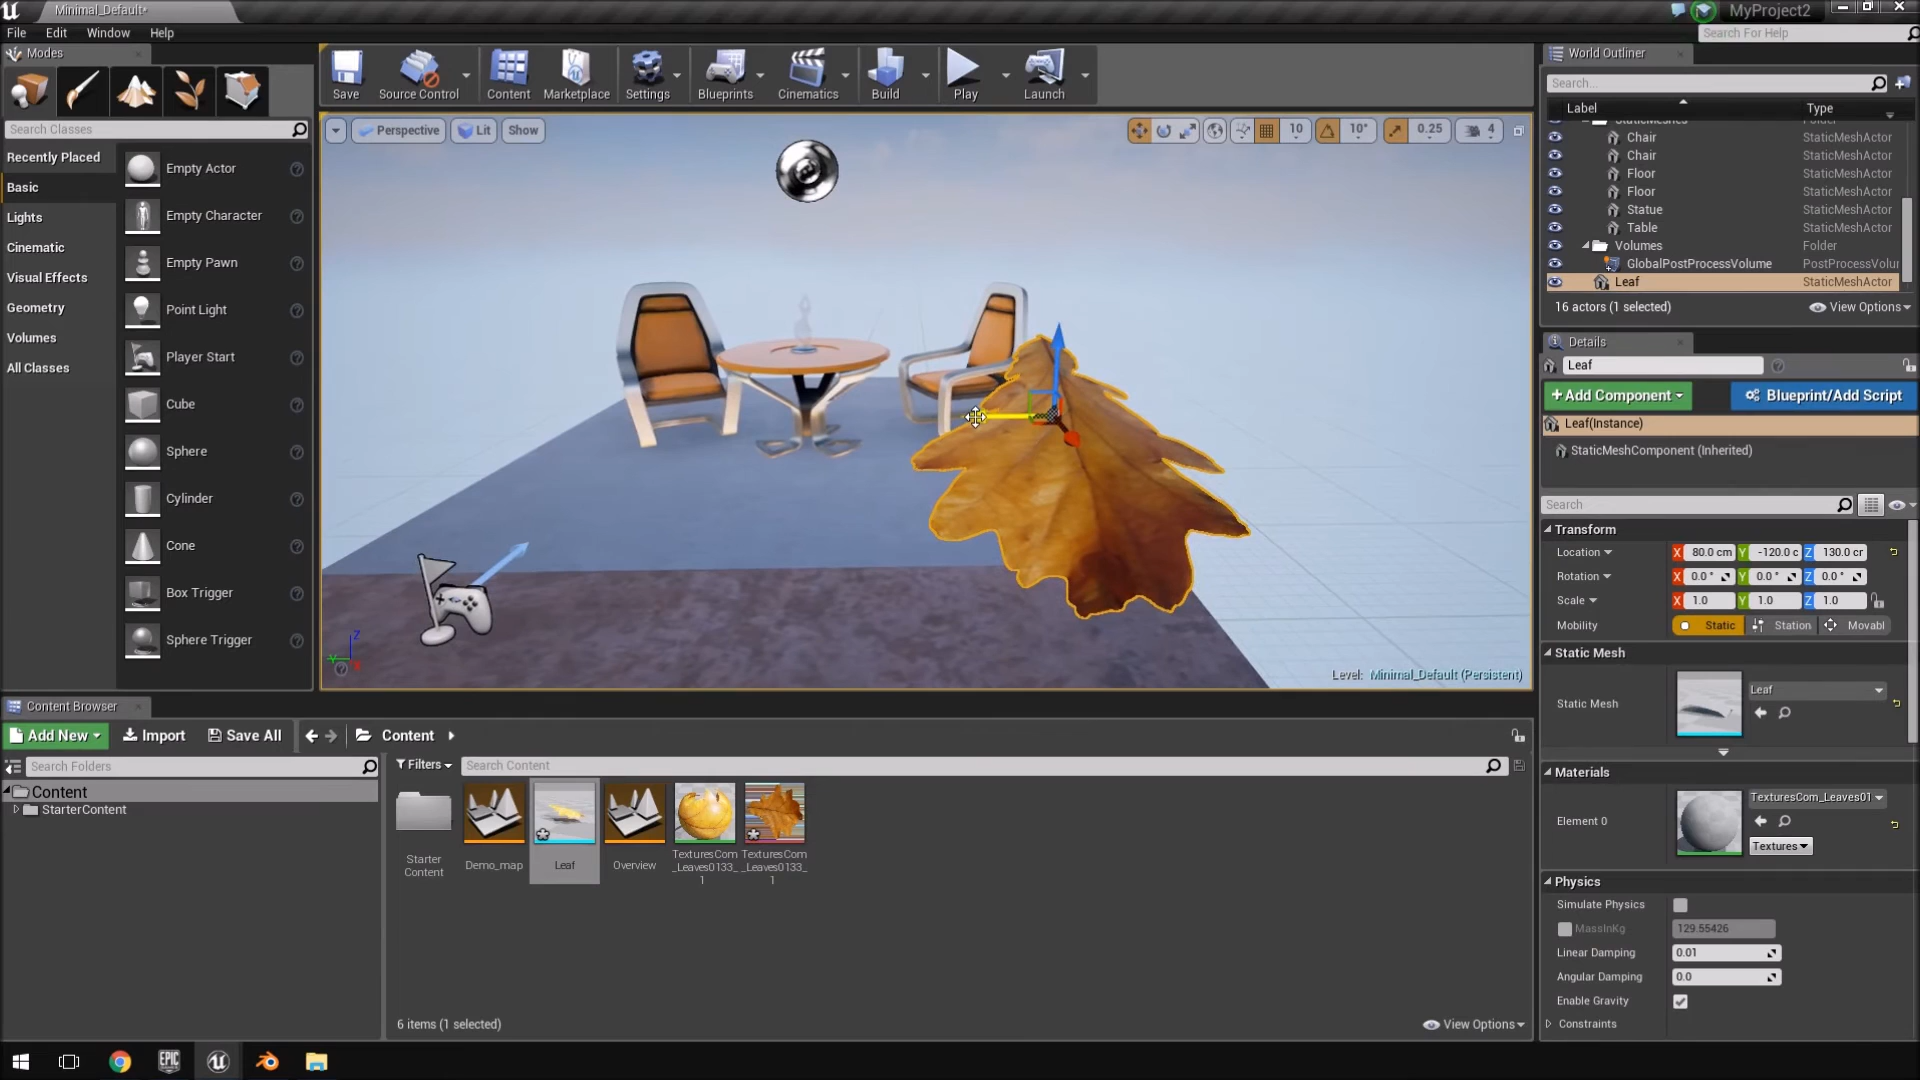 Minimal_Default*
MyProject2
File Edit Window Help
Search For Help
Modes
Search Classes
Recently Placed
Basic
Lights
Cinematic
Visual Effects
Geometry
Volumes
All Classes
Empty Actor
Empty Character
Empty Pawn
Point Light
Player Start
Cube
Sphere
Cylinder
Cone
Box Trigger
Sphere Trigger
Save Source Control Content Marketplace Settings Blueprints Cinematics Build Play Launch
Perspective Lit Show
10 10° 0.25 4
Level: Minimal_Default (Persistent)
World Outliner
Search...
Label Type
StaticMeshes Folder
Chair StaticMeshActor
Chair StaticMeshActor
Floor StaticMeshActor
Floor StaticMeshActor
Statue StaticMeshActor
Table StaticMeshActor
Volumes Folder
GlobalPostProcessVolume PostProcessVolur
Leaf StaticMeshActor
16 actors (1 selected) View Options
Details
Leaf
+Add Component Blueprint/Add Script
Leaf(Instance)
StaticMeshComponent (Inherited)
Search
Transform
Location X 80.0 cm Y -120.0 c Z 130.0 cr
Rotation X 0.0 ° Y 0.0 ° Z 0.0 °
Scale X 1.0 Y 1.0 Z 1.0
Mobility Static Station Movabl
Static Mesh
Static Mesh Leaf
Materials
Element 0 TexturesCom_Leaves01
Textures
Physics
Simulate Physics
MassInKg 129.55426
Linear Damping 0.01
Angular Damping 0.0
Enable Gravity
Constraints
Content Browser
Add New Import Save All Content
Search Folders
Content
StarterContent
Filters Search Content
Starter Content
Demo_map
Leaf
Overview
TexturesCom_Leaves0133_1
TexturesCom_Leaves0133_1
6 items (1 selected) View Options
EPIC